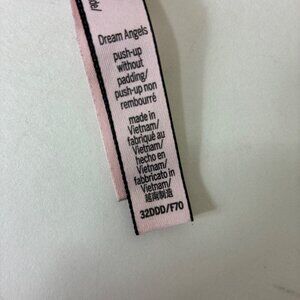 Dream Angels
push-up
without
padding/
push-up non
rembourré
made in
Vietnam/
fabriqué au
Vietnam/
hecho en
Vietnam/
fabbricato in
Vietnam/
越南制造
32DDD/F70